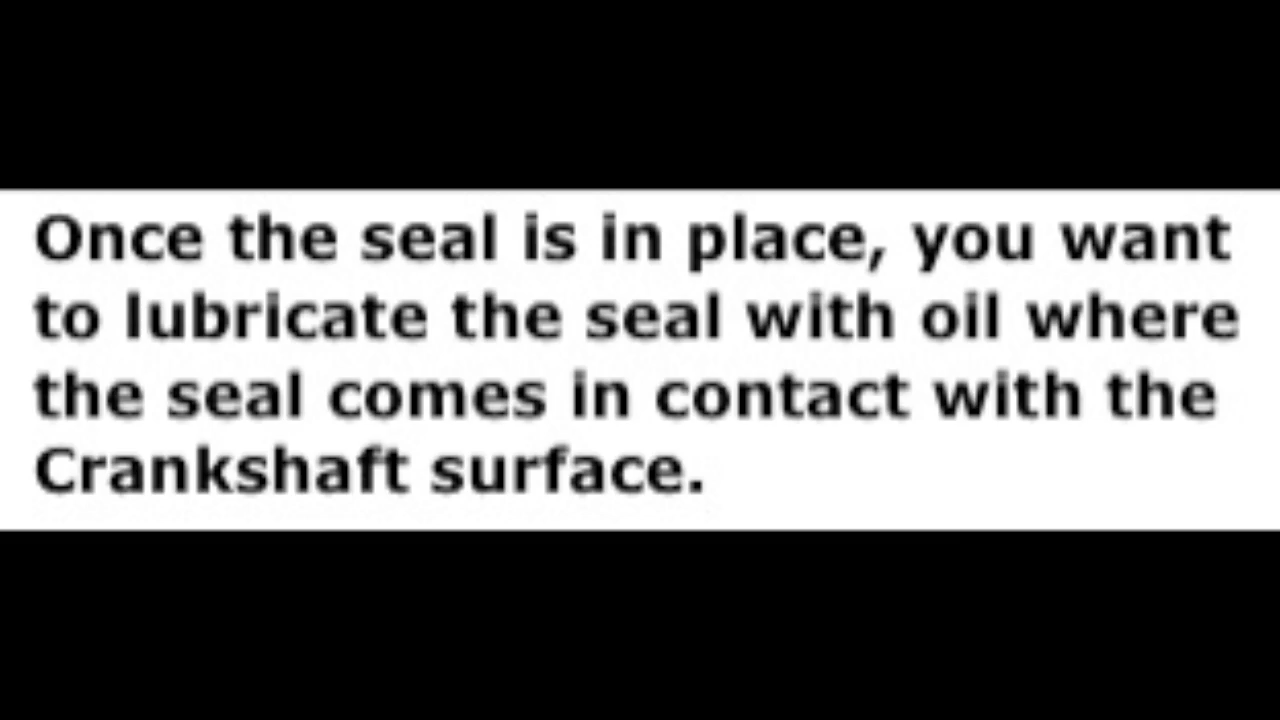 Once the seal is in place, you want
to lubricate the seal with oil where
the seal comes in contact with the
Crankshaft surface.